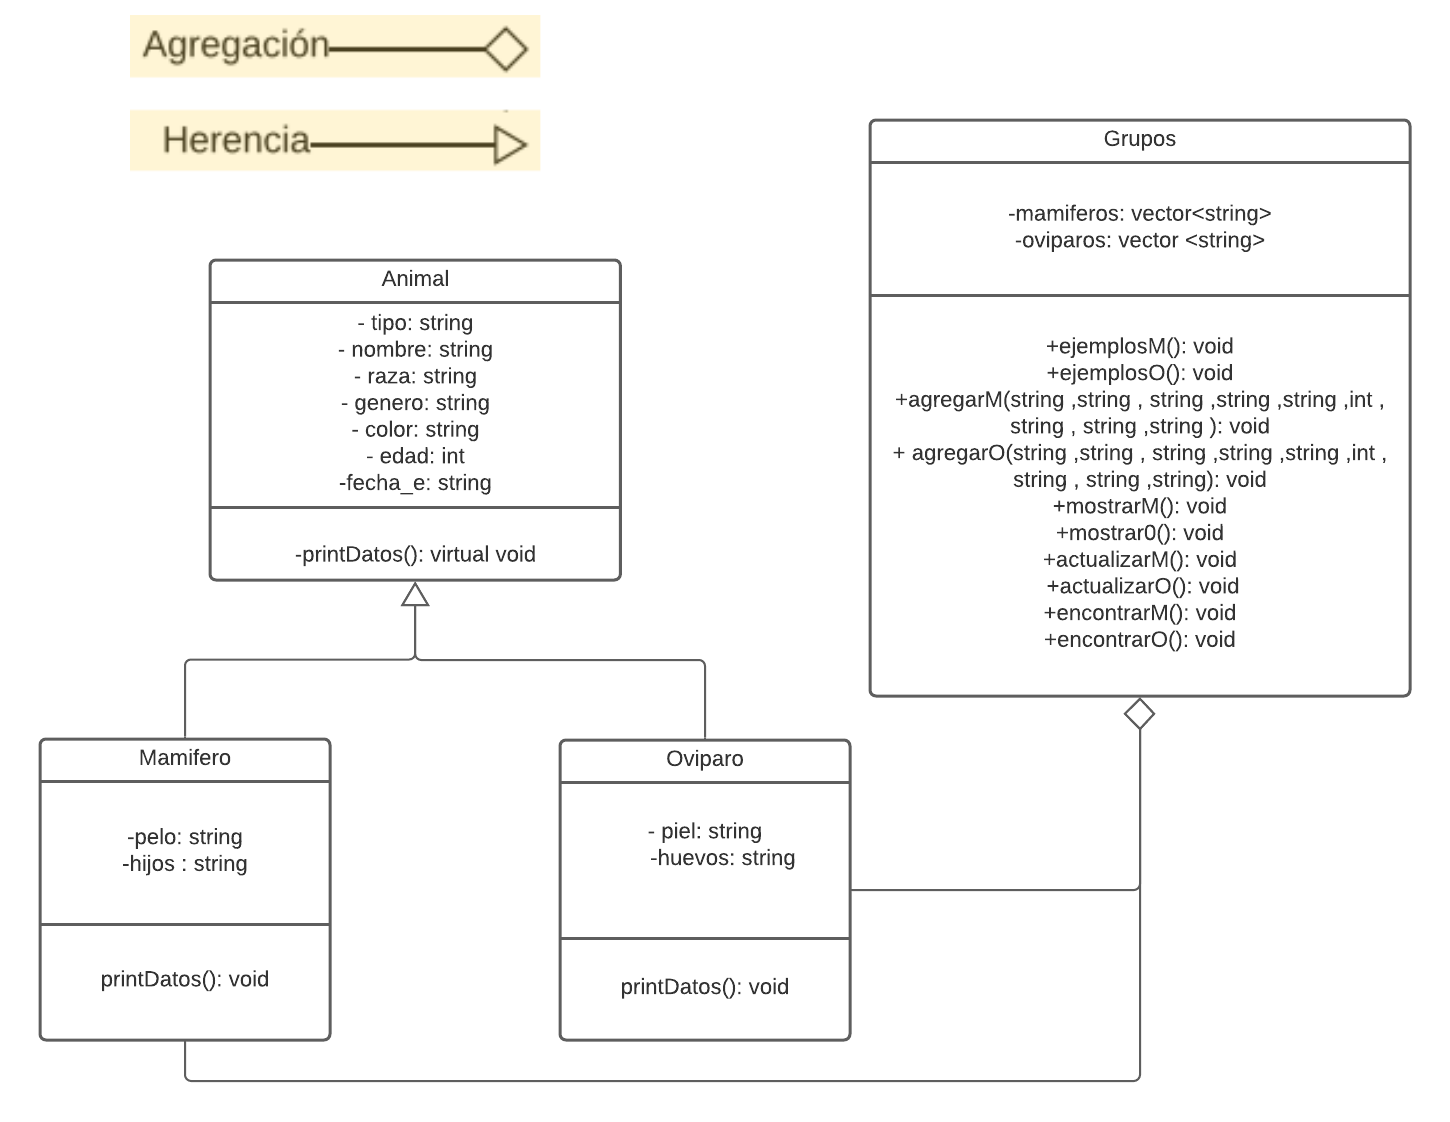 Agregación
Herencia
Grupos
-mamiferos: vector<string>
-oviparos: vector <string>
+ejemplosM(): void
+ejemplosO(): void
+agregarM(string ,string , string ,string ,string ,int ,
string , string ,string ): void
+ agregarO(string ,string , string ,string ,string ,int ,
string , string ,string): void
+mostrarM(): void
+mostrar0(): void
+actualizarM(): void
+actualizarO(): void
+encontrarM(): void
+encontrarO(): void
Animal
- tipo: string
- nombre: string
- raza: string
- genero: string
- color: string
- edad: int
-fecha_e: string
-printDatos(): virtual void
Mamifero
-pelo: string
-hijos : string
printDatos(): void
Oviparo
- piel: string
-huevos: string
printDatos(): void